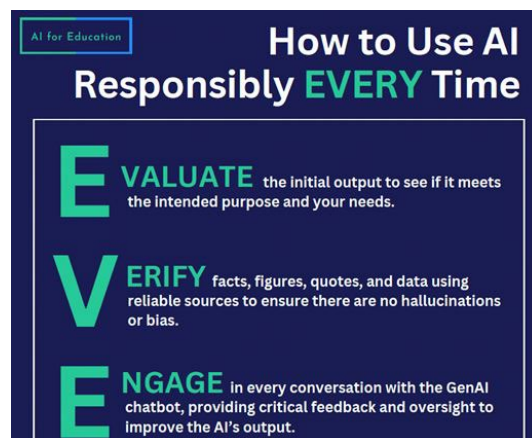 AI for Education
How to Use AI
Responsibly EVERY Time
EVALUATE the initial output to see if it meets
the intended purpose and your needs.
VERIFY facts, figures, quotes, and data using
reliable sources to ensure there are no hallucinations
or bias.
ENGAGE in every conversation with the GenAI
chatbot, providing critical feedback and oversight to
improve the AI's output.